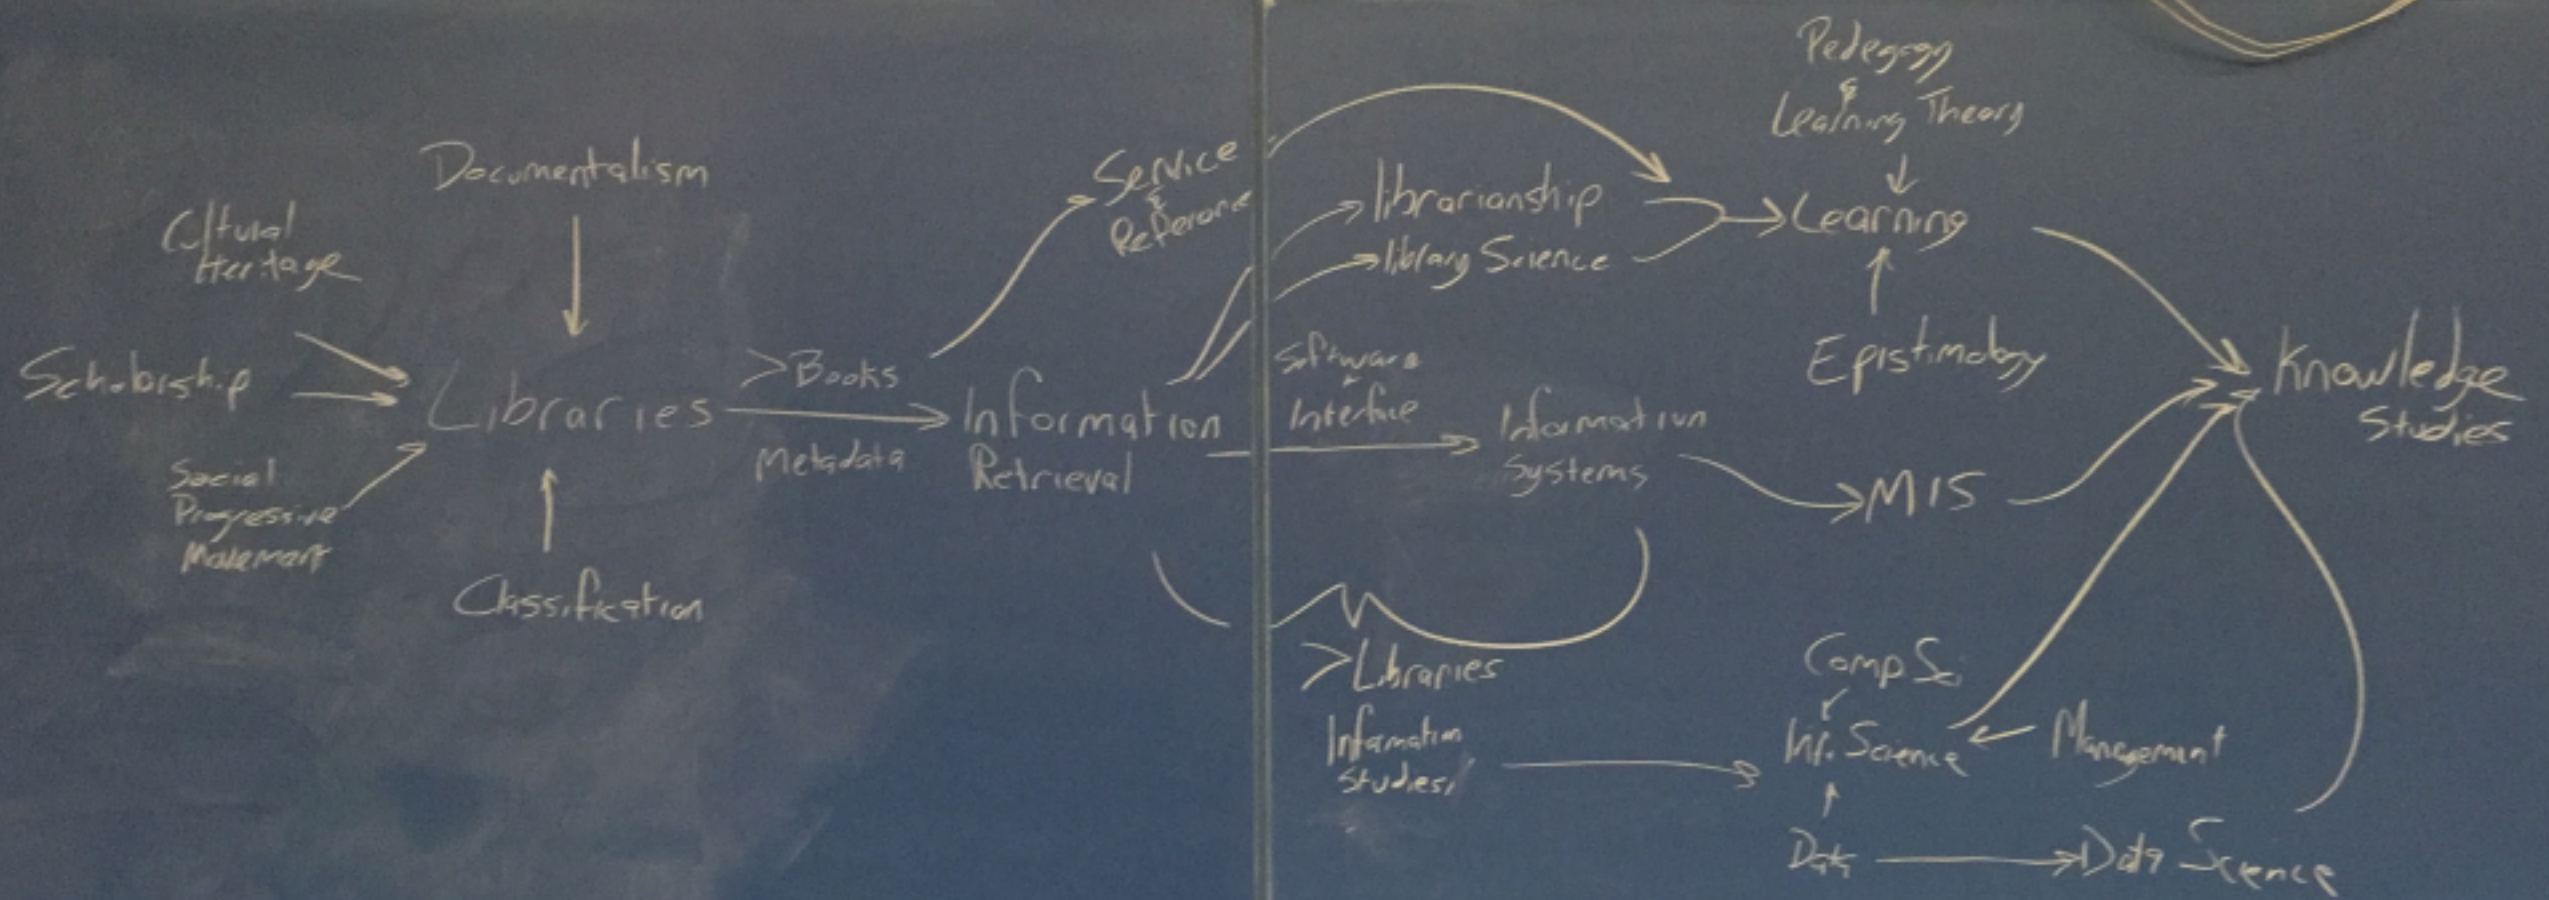 Cultural
Heritage
Scholarship
Social
Progressive
Movement
Documentalism
Libraries
Classification
>Books
Metadata
Information
Retrieval
Service
&
Reference
librarianship
library Science
Software
Interface
Information
Systems
>Libraries
Information
Studies
Pedegogy
&
Learning Theory
Learning
Epistimology
MIS
Comp Sci
Inf. Science
Management
Data
Data Science
Knowledge
Studies